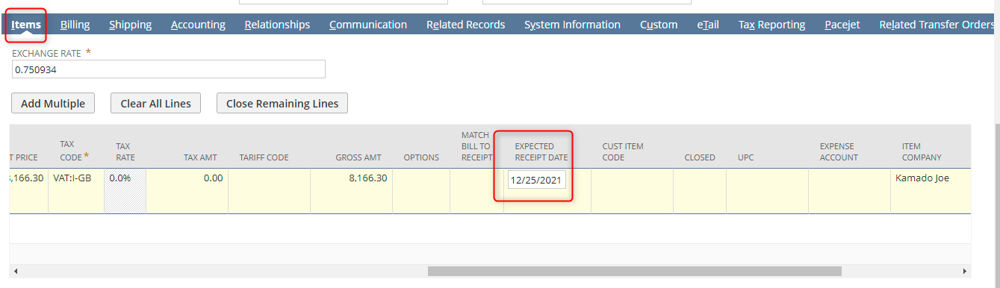 Items Billing Shipping Accounting Relationships Communication Related Records System Information Custom eTail Tax Reporting Pacejet Related Transfer Orders
EXCHANGE RATE *
0.750934
Add Multiple Clear All Lines Close Remaining Lines
T PRICE TAX CODE * TAX RATE TAX AMT TARIFF CODE GROSS AMT OPTIONS MATCH BILL TO RECEIPT EXPECTED RECEIPT DATE CUST ITEM CODE CLOSED UPC EXPENSE ACCOUNT ITEM COMPANY
,166.30 VAT:I-GB 0.0% 0.00 8,166.30 12/25/2021 Kamado Joe